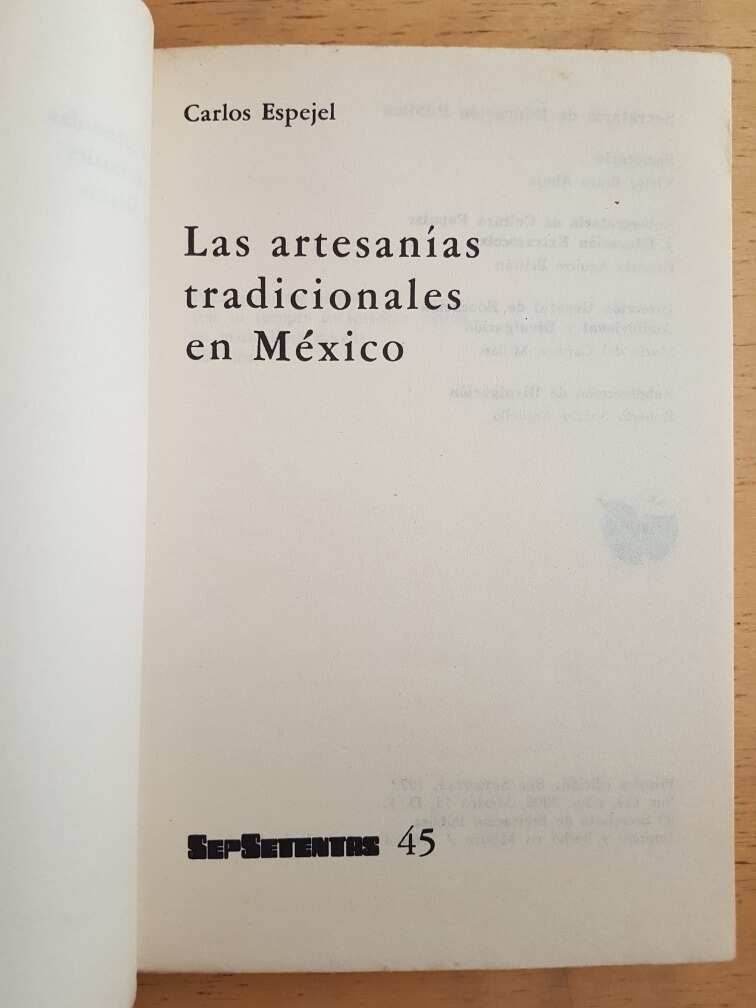 Carlos Espejel
Las artesanías
tradicionales
en México
SepSetentas 45